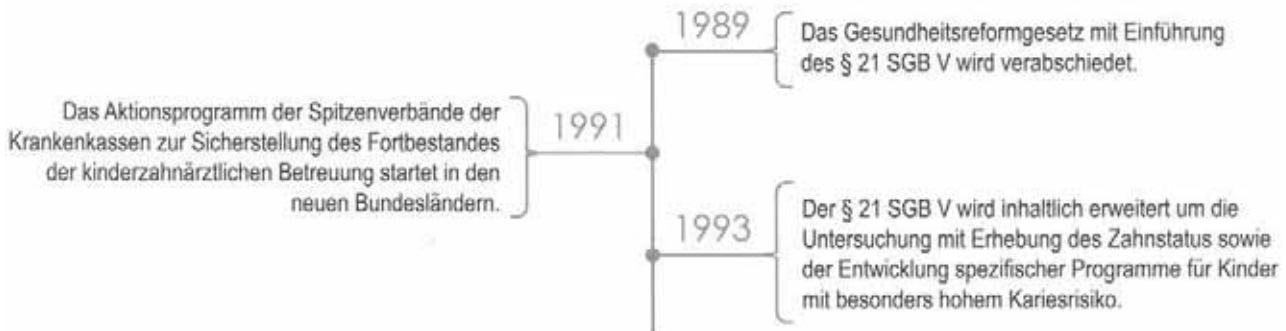 1989
Das Gesundheitsreformgesetz mit Einführung
des § 21 SGB V wird verabschiedet.
Das Aktionsprogramm der Spitzenverbände der
Krankenkassen zur Sicherstellung des Fortbestandes
der kinderzahnärztlichen Betreuung startet in den
neuen Bundesländern.
1991
1993
Der § 21 SGB V wird inhaltlich erweitert um die
Untersuchung mit Erhebung des Zahnstatus sowie
der Entwicklung spezifischer Programme für Kinder
mit besonders hohem Kariesrisiko.